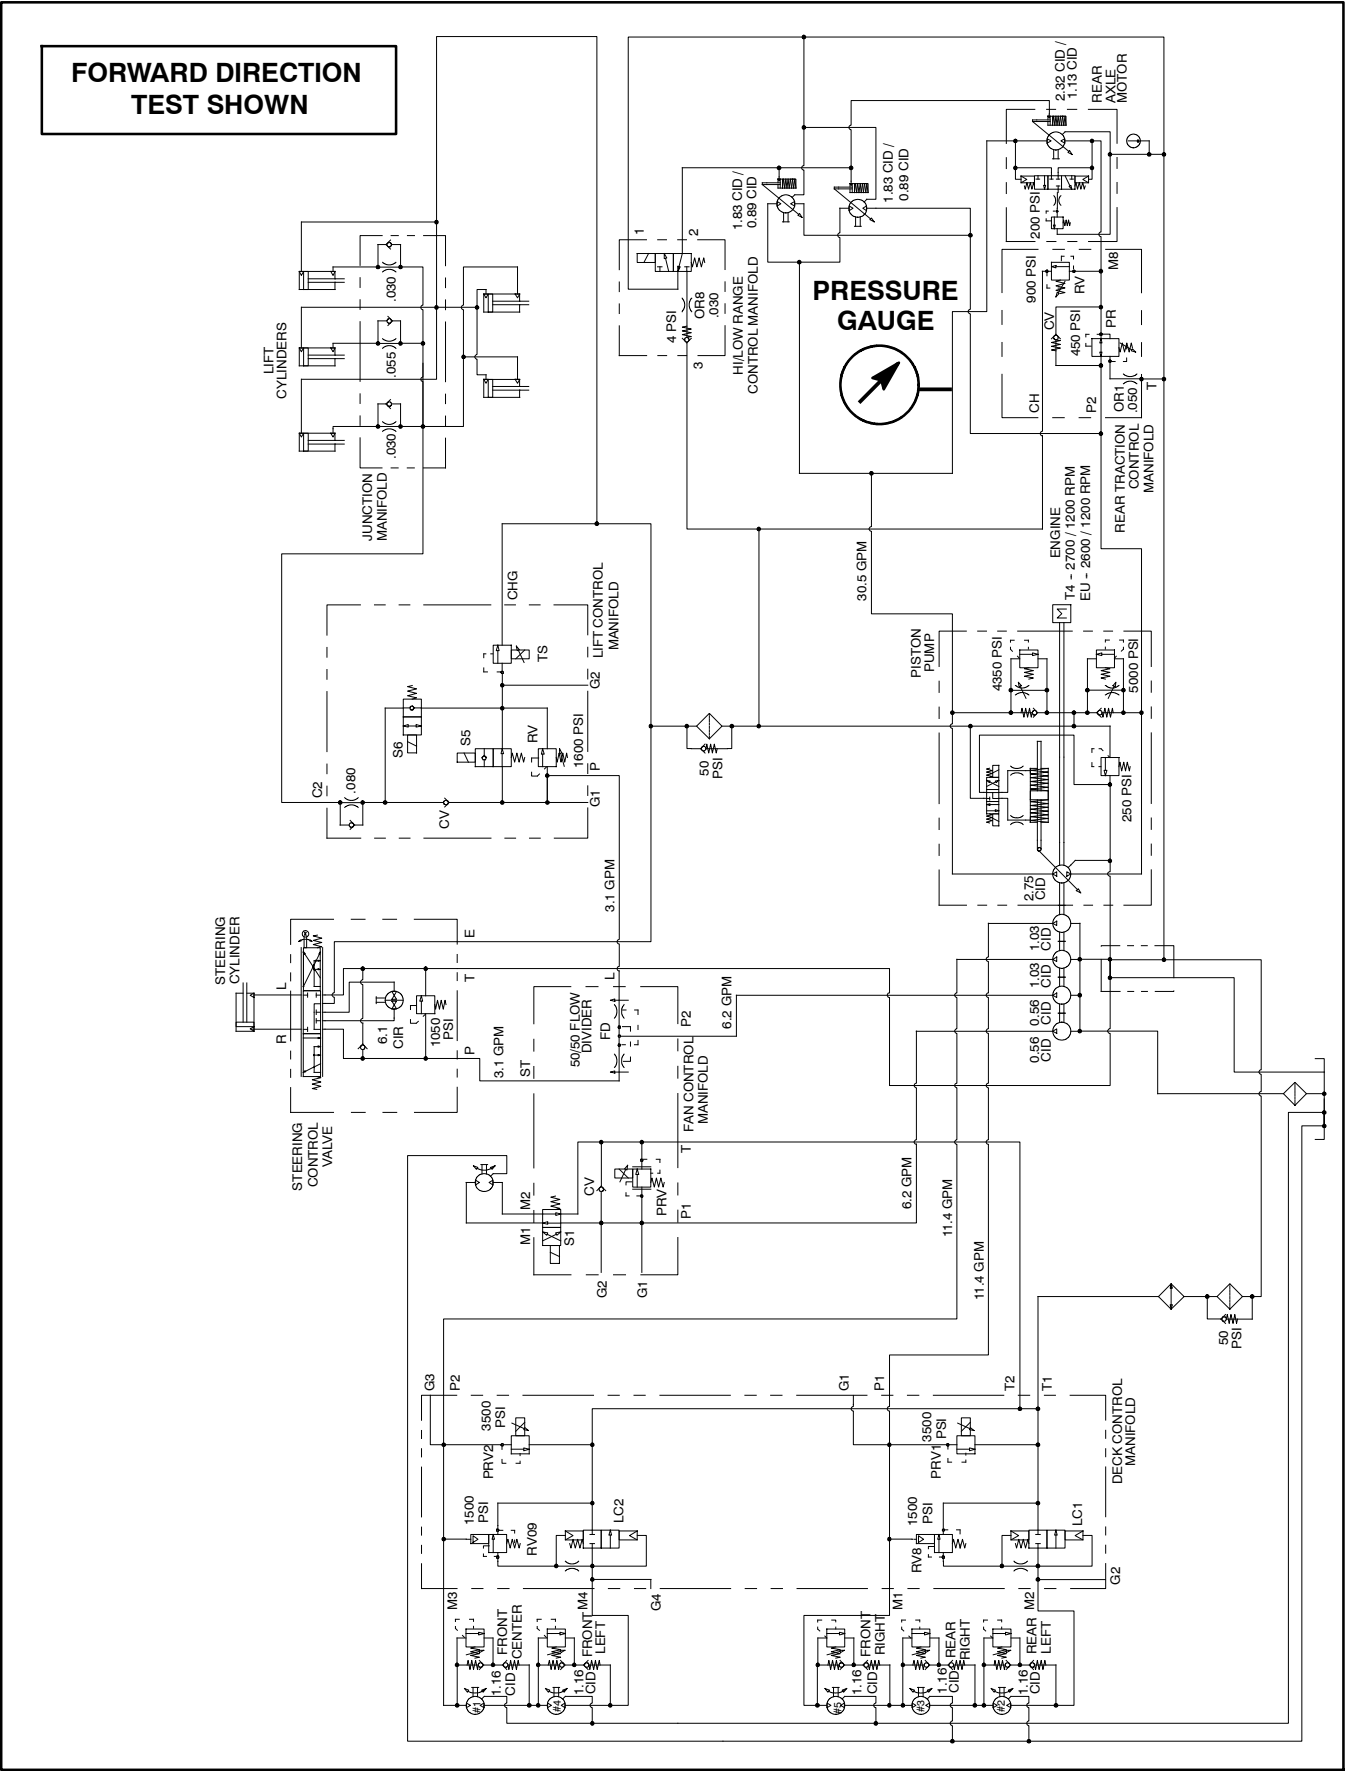 FORWARD DIRECTION
TEST SHOWN
LIFT
CYLINDERS
.030
.055
.030
JUNCTION
MANIFOLD
1
2
3
4 PSI
OR8
.030
HI/LOW RANGE
CONTROL MANIFOLD
1.83 CID /
0.89 CID
1.83 CID /
0.89 CID
2.32 CID /
1.13 CID
REAR
AXLE
MOTOR
200 PSI
PRESSURE
GAUGE
900 PSI
RV
M8
CV
450 PSI
PR
CH
P2
OR1
.050
T
REAR TRACTION
CONTROL
MANIFOLD
ENGINE
T4 - 2700 / 1200 RPM
EU - 2600 / 1200 RPM
M
30.5 GPM
PISTON
PUMP
4350 PSI
5000 PSI
250 PSI
2.75
CID
1.03
CID
1.03
CID
0.56
CID
0.56
CID
CHG
LIFT CONTROL
MANIFOLD
TS
G2
S6
S5
RV
1600 PSI
P
G1
C2
.080
CV
50
PSI
3.1 GPM
STEERING
CYLINDER
L
R
E
T
P
6.1
CIR
1050
PSI
STEERING
CONTROL
VALVE
3.1 GPM
ST
L
50/50 FLOW
DIVIDER
FD
P2
6.2 GPM
FAN CONTROL
MANIFOLD
T
M2
M1
S1
CV
PRV
P1
G2
G1
6.2 GPM
11.4 GPM
11.4 GPM
50
PSI
G3
P2
3500
PSI
PRV2
1500
PSI
RV09
LC2
G1
P1
3500
PSI
PRV1
T2
T1
1500
PSI
RV8
LC1
DECK CONTROL
MANIFOLD
G2
M3
M4
G4
M1
M2
FRONT
CENTER
1.16
CID
#1
FRONT
LEFT
1.16
CID
#4
FRONT
RIGHT
1.16
CID
#5
REAR
RIGHT
1.16
CID
#3
REAR
LEFT
1.16
CID
#2